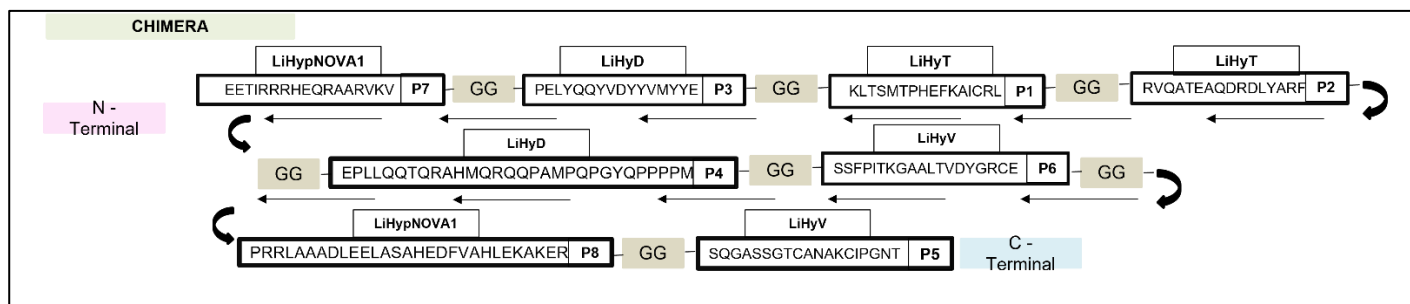 CHIMERA
LiHypNOVA1 LiHyD LiHyT LiHyT
EETIRRRHEQRAARVKV P7 GG PELYQQYVDYYVMYYE P3 GG KLTSMTPHEFKAICRL P1 GG RVQATEAQDRDLYARF P2
N - Terminal
LiHyD LiHyV
GG EPLLQQTQRAHMQRQQPAMPQPGYQPPPPM P4 GG SSFPITKGAALTVDYGRCE P6 GG
LiHypNOVA1 LiHyV
PRRLAAADLEELASAHEDFVAHLEKAKER P8 GG SQGASSGTCANAKCIPGNT P5 C - Terminal